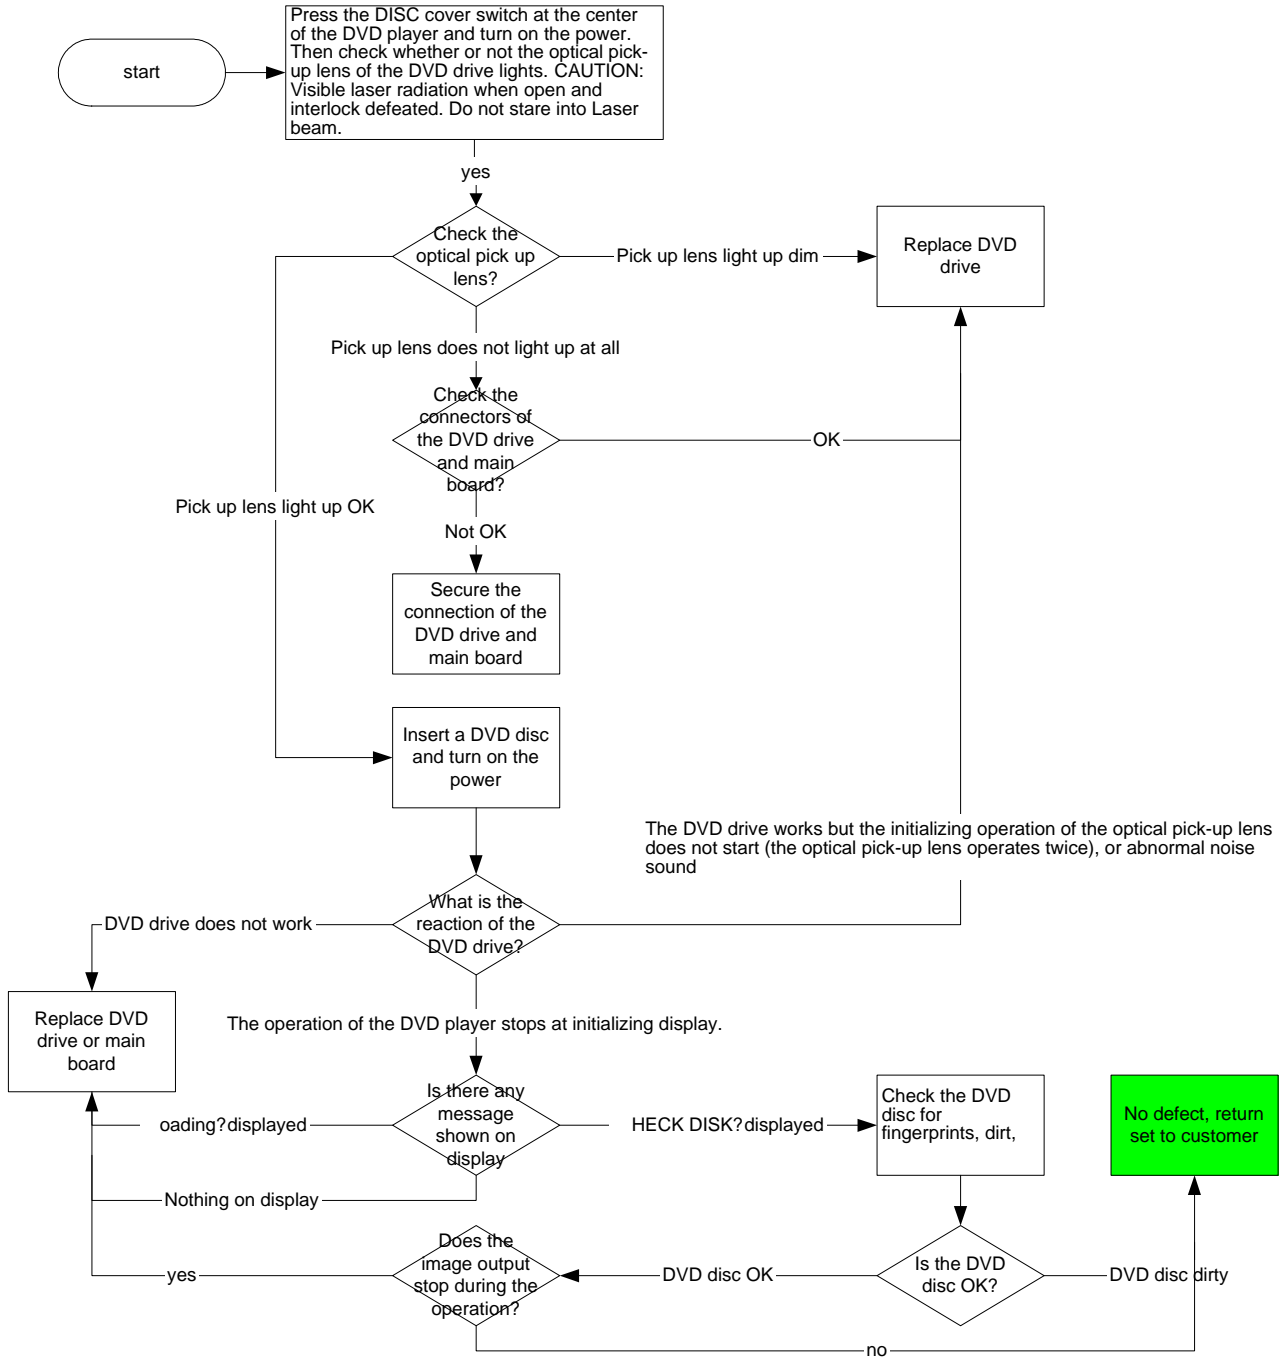 Press the DISC cover switch at the center
of the DVD player and turn on the power.
Then check whether or not the optical pick-
up lens of the DVD drive lights. CAUTION:
Visible laser radiation when open and
interlock defeated. Do not stare into Laser
beam.
start
yes
Check the
optical pick up
lens?
Pick up lens light up dim
Replace DVD
drive
Pick up lens does not light up at all
Check the
connectors of
the DVD drive
and main
board?
OK
Pick up lens light up OK
Not OK
Secure the
connection of the
DVD drive and
main board
Insert a DVD disc
and turn on the
power
The DVD drive works but the initializing operation of the optical pick-up lens
does not start (the optical pick-up lens operates twice), or abnormal noise
sound
What is the
reaction of the
DVD drive?
DVD drive does not work
Replace DVD
drive or main
board
The operation of the DVD player stops at initializing display.
Is there any
message
shown on
display
oading?displayed
HECK DISK?displayed
Check the DVD
disc for
fingerprints, dirt,
No defect, return
set to customer
Nothing on display
Does the
image output
stop during the
operation?
yes
DVD disc OK
Is the DVD
disc OK?
DVD disc dirty
no